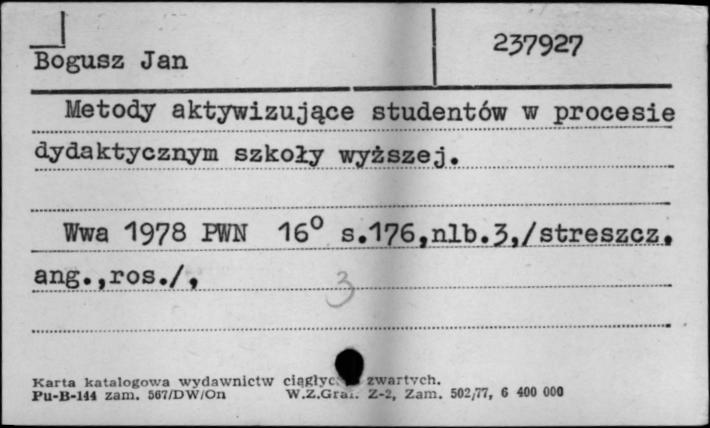 237927
Bogusz Jan
Metody aktywizujące studentów w procesie
dydaktycznym szkoły wyższej.
Wwa 1978 PWN 16° s.176,nlb.3,/streszcz.
ang.,ros./,
3
Karta katalogowa wydawnictw zwartych.
Pu-B-144 zam. 567/DW/On W.Z.Graf. Z-2, Zam. 502/77, 6 400 000